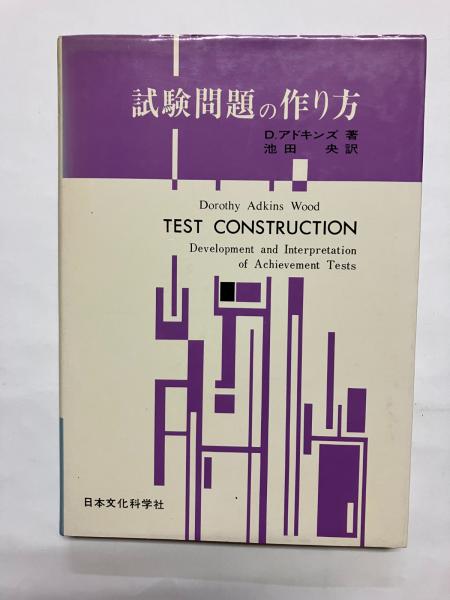 試験問題の作り方
D.アドキンズ 著
池田 央 訳
Dorothy Adkins Wood
TEST CONSTRUCTION
Development and Interpretation
of Achievement Tests
日本文化科学社